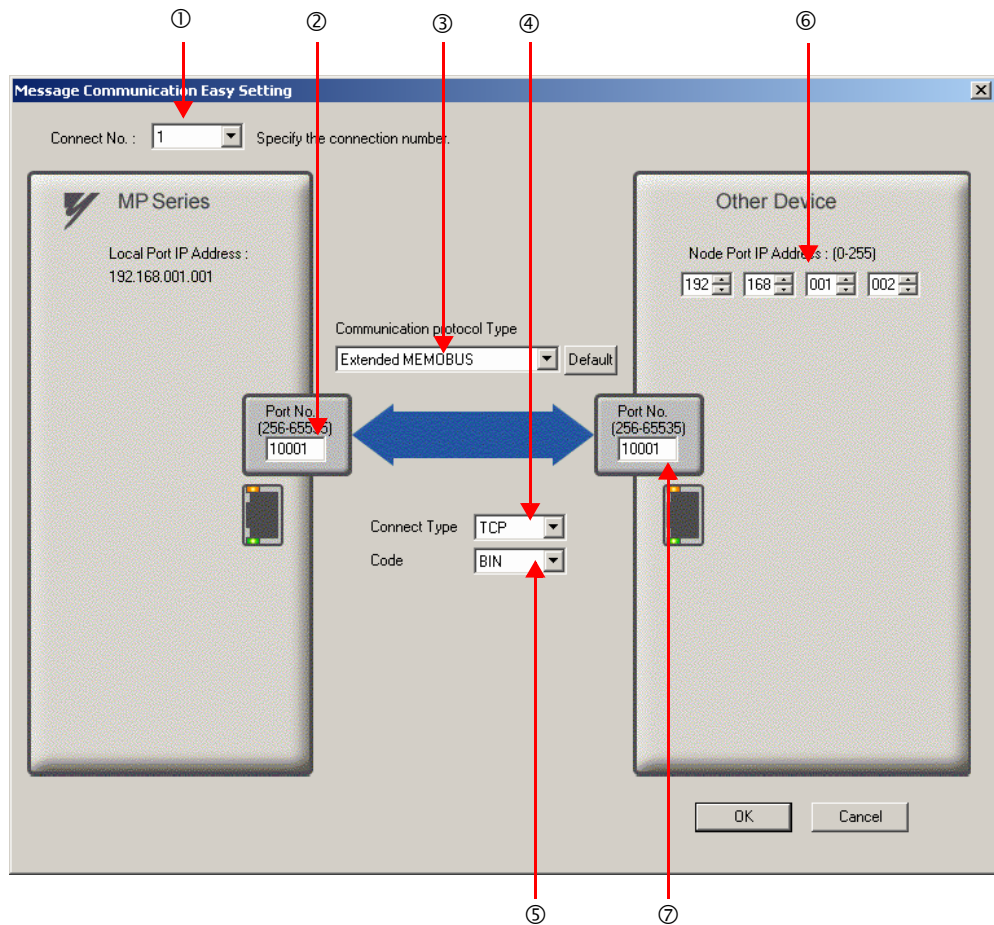 ① ② ③ ④ ⑥
Message Communication Easy Setting
Connect No. : 1 Specify the connection number.
MP Series
Local Port IP Address :
192.168.001.001
Other Device
Node Port IP Address : (0-255)
192 168 001 002
Communication protocol Type
Extended MEMOBUS Default
Port No.
(256-65535)
10001
Port No.
(256-65535)
10001
Connect Type TCP
Code BIN
OK Cancel
⑤ ⑦